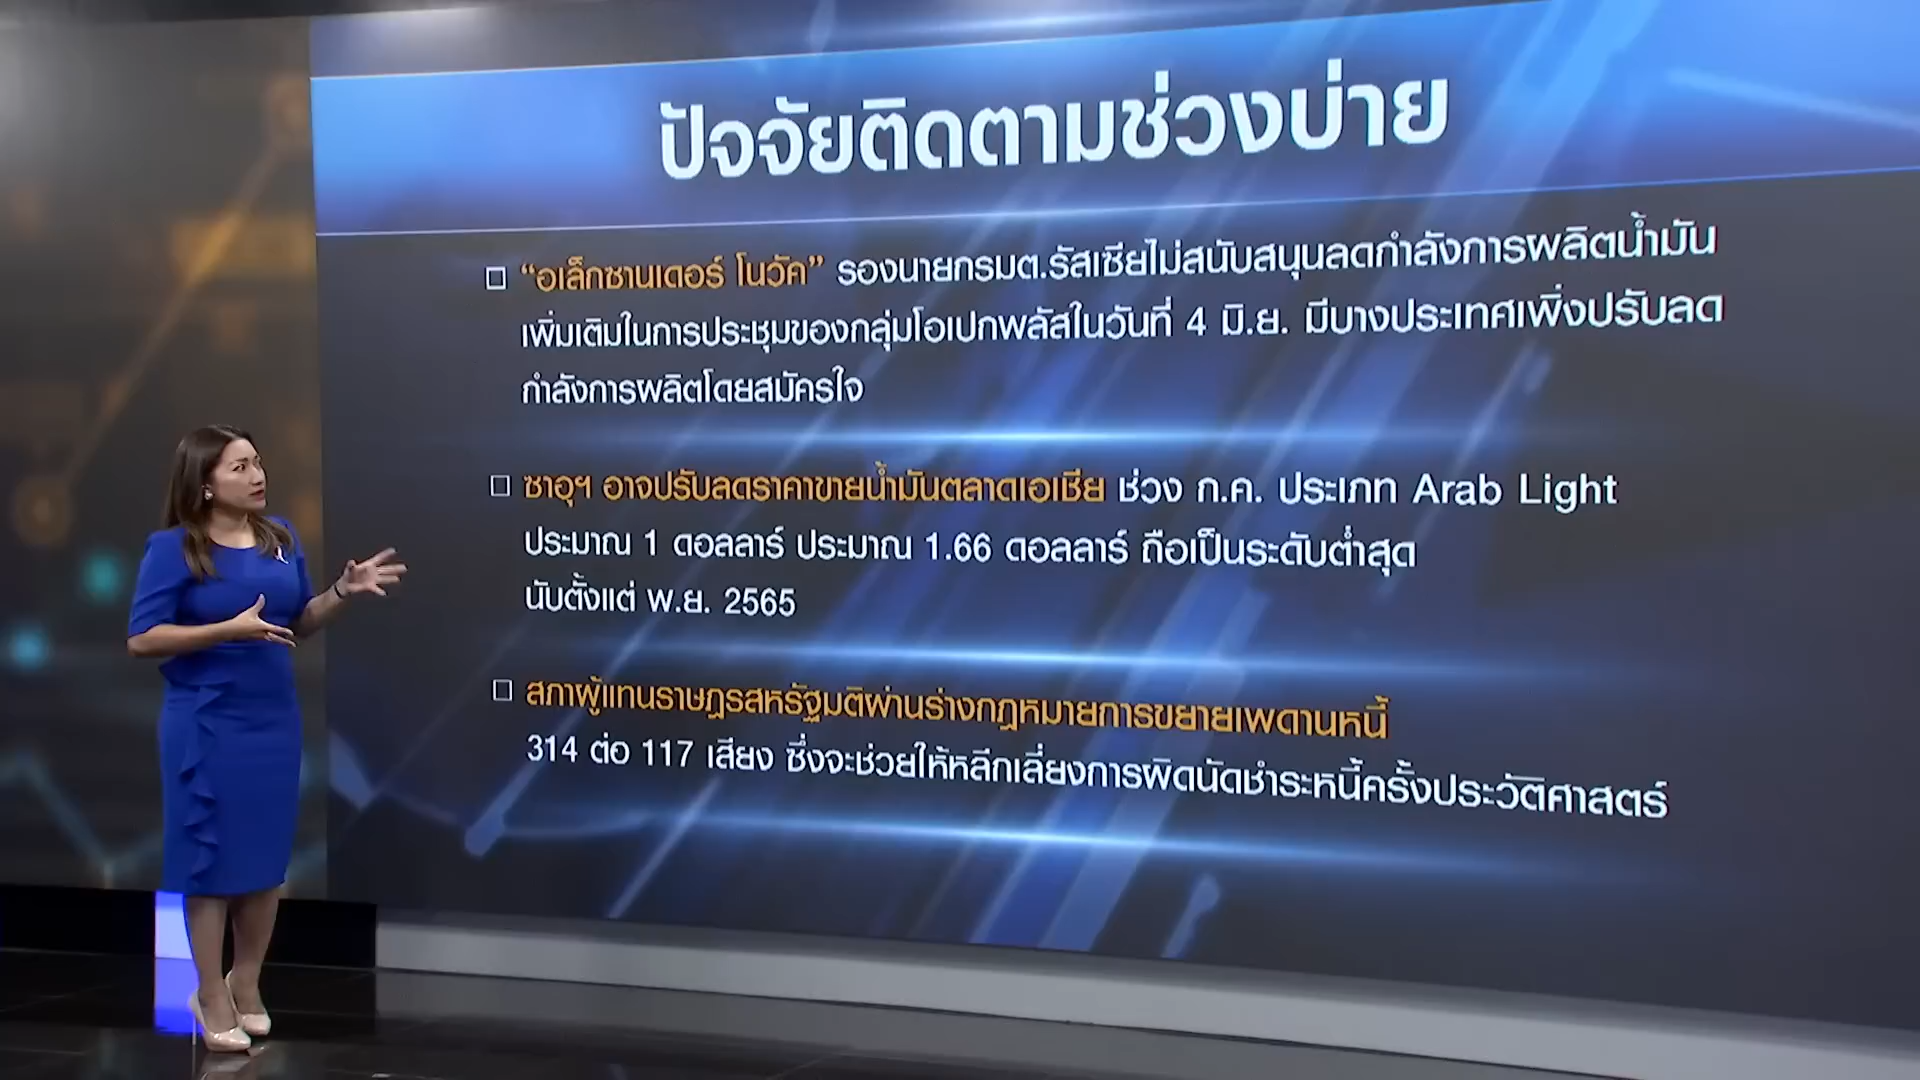 ปัจจัยติดตามช่วงบ่าย
“อเล็กซานเดอร์ โนวัค” รองนายกรมต.รัสเซียไม่สนับสนุนลดกำลังการผลิตน้ำมัน
เพิ่มเติมในการประชุมของกลุ่มโอเปกพลัสในวันที่ 4 มิ.ย. มีบางประเทศเพิ่งปรับลด
กำลังการผลิตโดยสมัครใจ
ซาอุฯ อาจปรับลดราคาขายน้ำมันตลาดเอเชีย ช่วง ก.ค. ประเภท Arab Light
ประมาณ 1 ดอลลาร์ ประมาณ 1.66 ดอลลาร์ ถือเป็นระดับต่ำสุด
นับตั้งแต่ พ.ย. 2565
สภาผู้แทนราษฎรสหรัฐมติผ่านร่างกฎหมายการขยายเพดานหนี้
314 ต่อ 117 เสียง ซึ่งจะช่วยให้หลีกเลี่ยงการผิดนัดชำระหนี้ครั้งประวัติศาสตร์